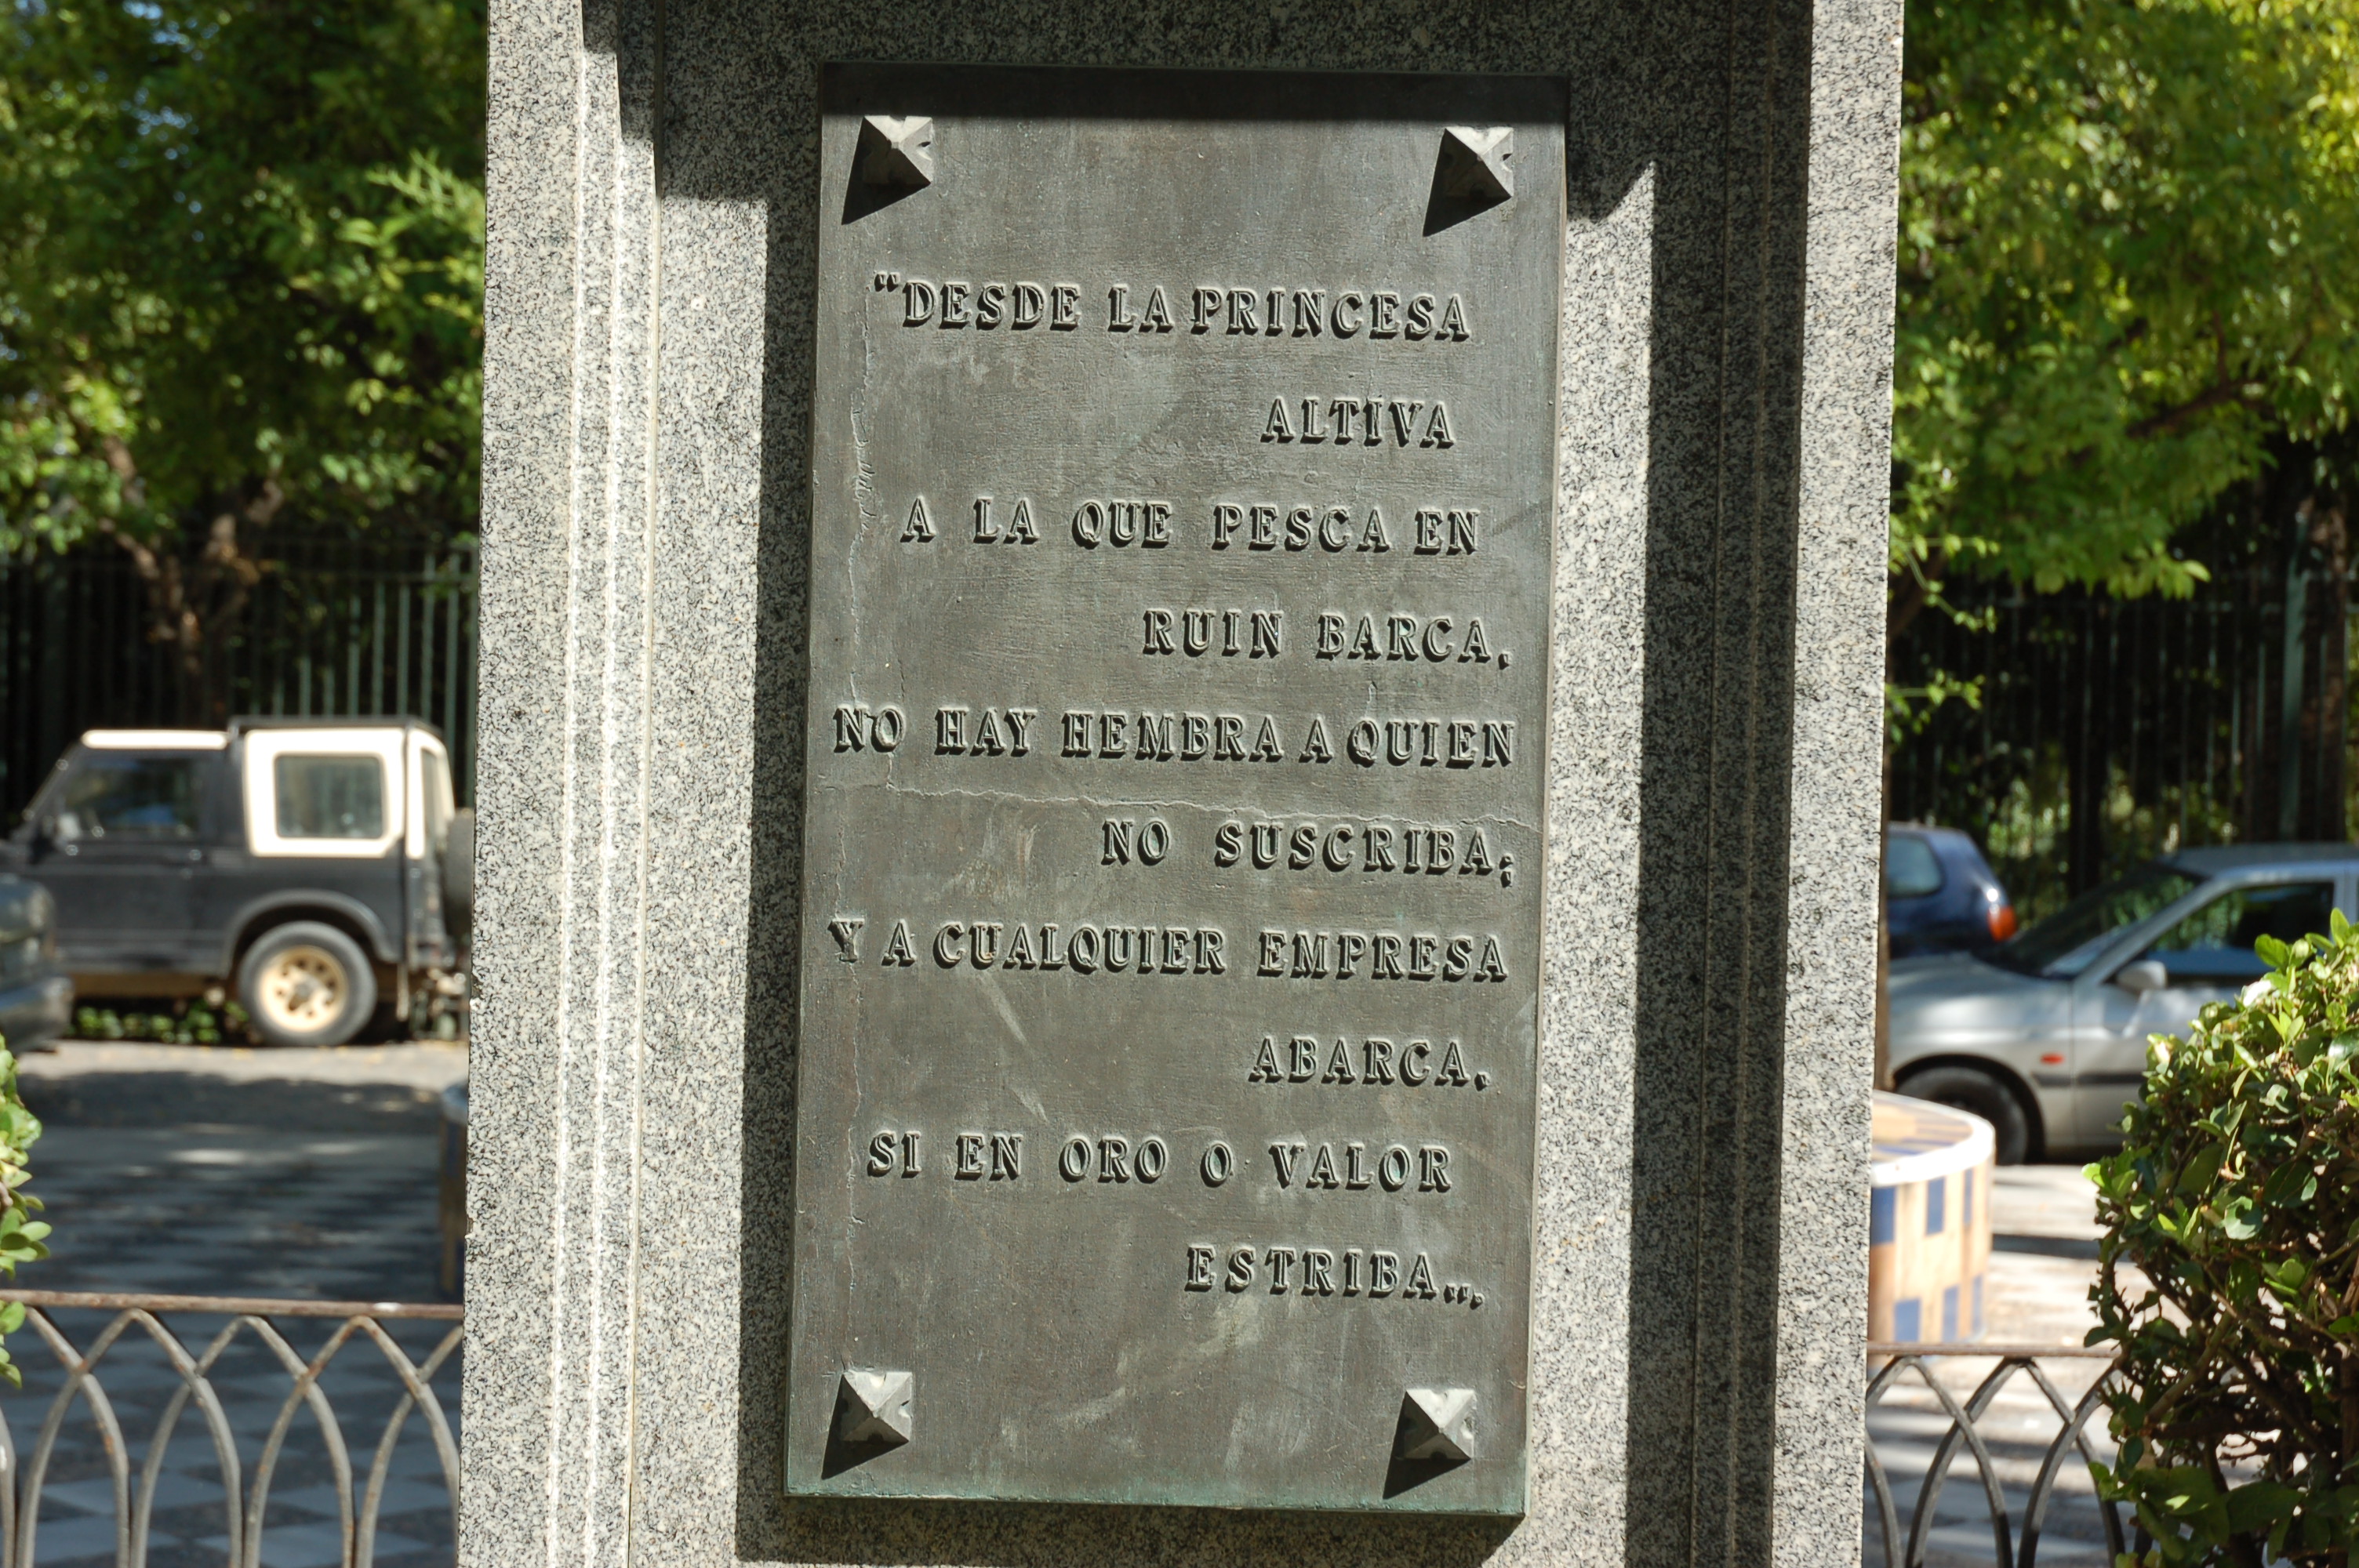 "DESDE LA PRINCESA
ALTIVA
A LA QUE PESCA EN
RUIN BARCA,
NO HAY HEMBRA A QUIEN
NO SUSCRIBA;
Y A CUALQUIER EMPRESA
ABARCA,
SI EN ORO O VALOR
ESTRIBA...